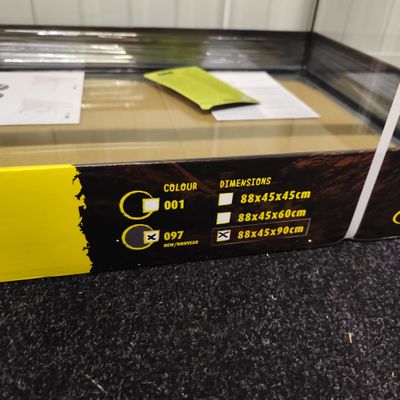 COLOUR
001
097
NEW/NOUVEAU
DIMENSIONS
88x45x45cm
88x45x60cm
88x45x90cm